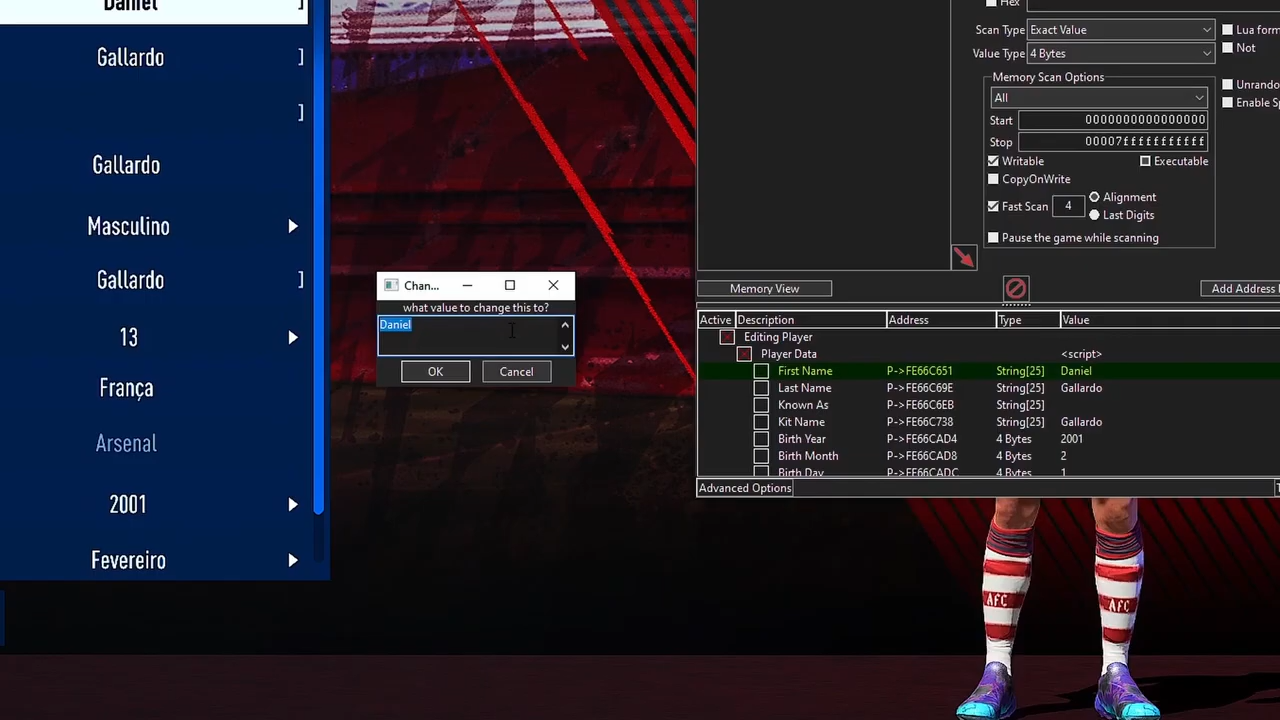 Daniel ]
Gallardo ]
]
Gallardo
Masculino
Gallardo ]
13
França
Arsenal
2001
Fevereiro
Hex
Scan Type Exact Value Lua form
Value Type 4 Bytes Not
Memory Scan Options
All
Unrando
Enable Sp
Start 0000000000000000
Stop 00007fffffffffff
Writable Executable
CopyOnWrite
Fast Scan 4 Alignment
Last Digits
Pause the game while scanning
Memory View
Add Address
Chan...
what value to change this to?
Daniel
OK Cancel
Active Description Address Type Value
Editing Player
Player Data <script>
First Name P->FE66C651 String[25] Daniel
Last Name P->FE66C69E String[25] Gallardo
Known As P->FE66C6EB String[25]
Kit Name P->FE66C738 String[25] Gallardo
Birth Year P->FE66CAD4 4 Bytes 2001
Birth Month P->FE66CAD8 4 Bytes 2
Birth Day P->FE66CADC 4 Bytes 1
Advanced Options
AFC AFC